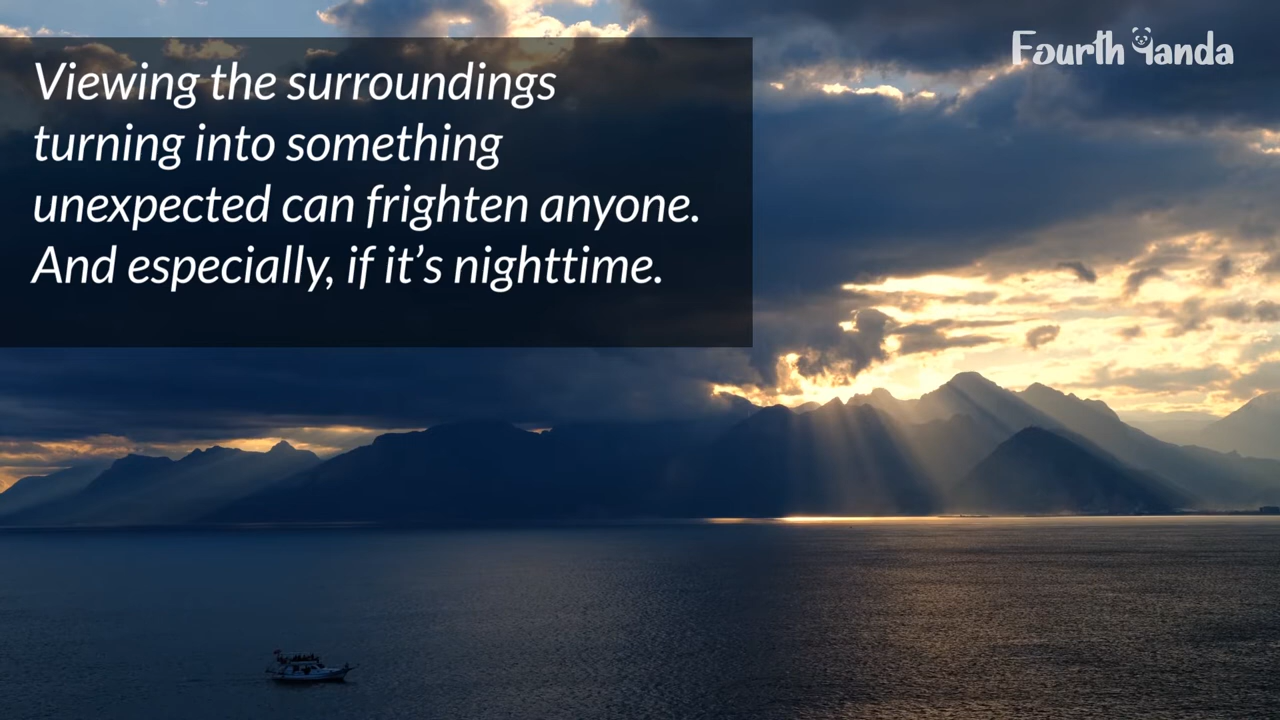 Viewing the surroundings
turning into something
unexpected can frighten anyone.
And especially, if it’s nighttime.
Fourth Panda